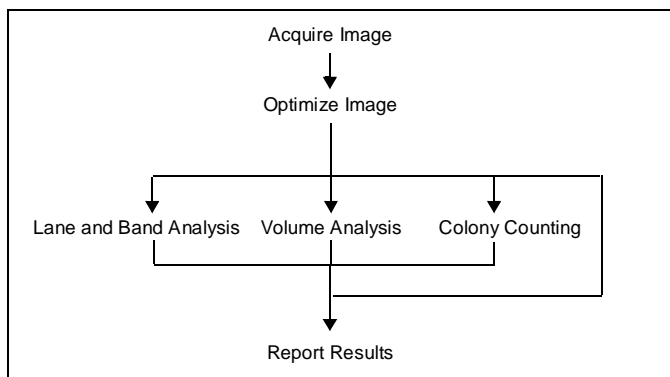 Acquire Image
Optimize Image
Lane and Band Analysis
Volume Analysis
Colony Counting
Report Results